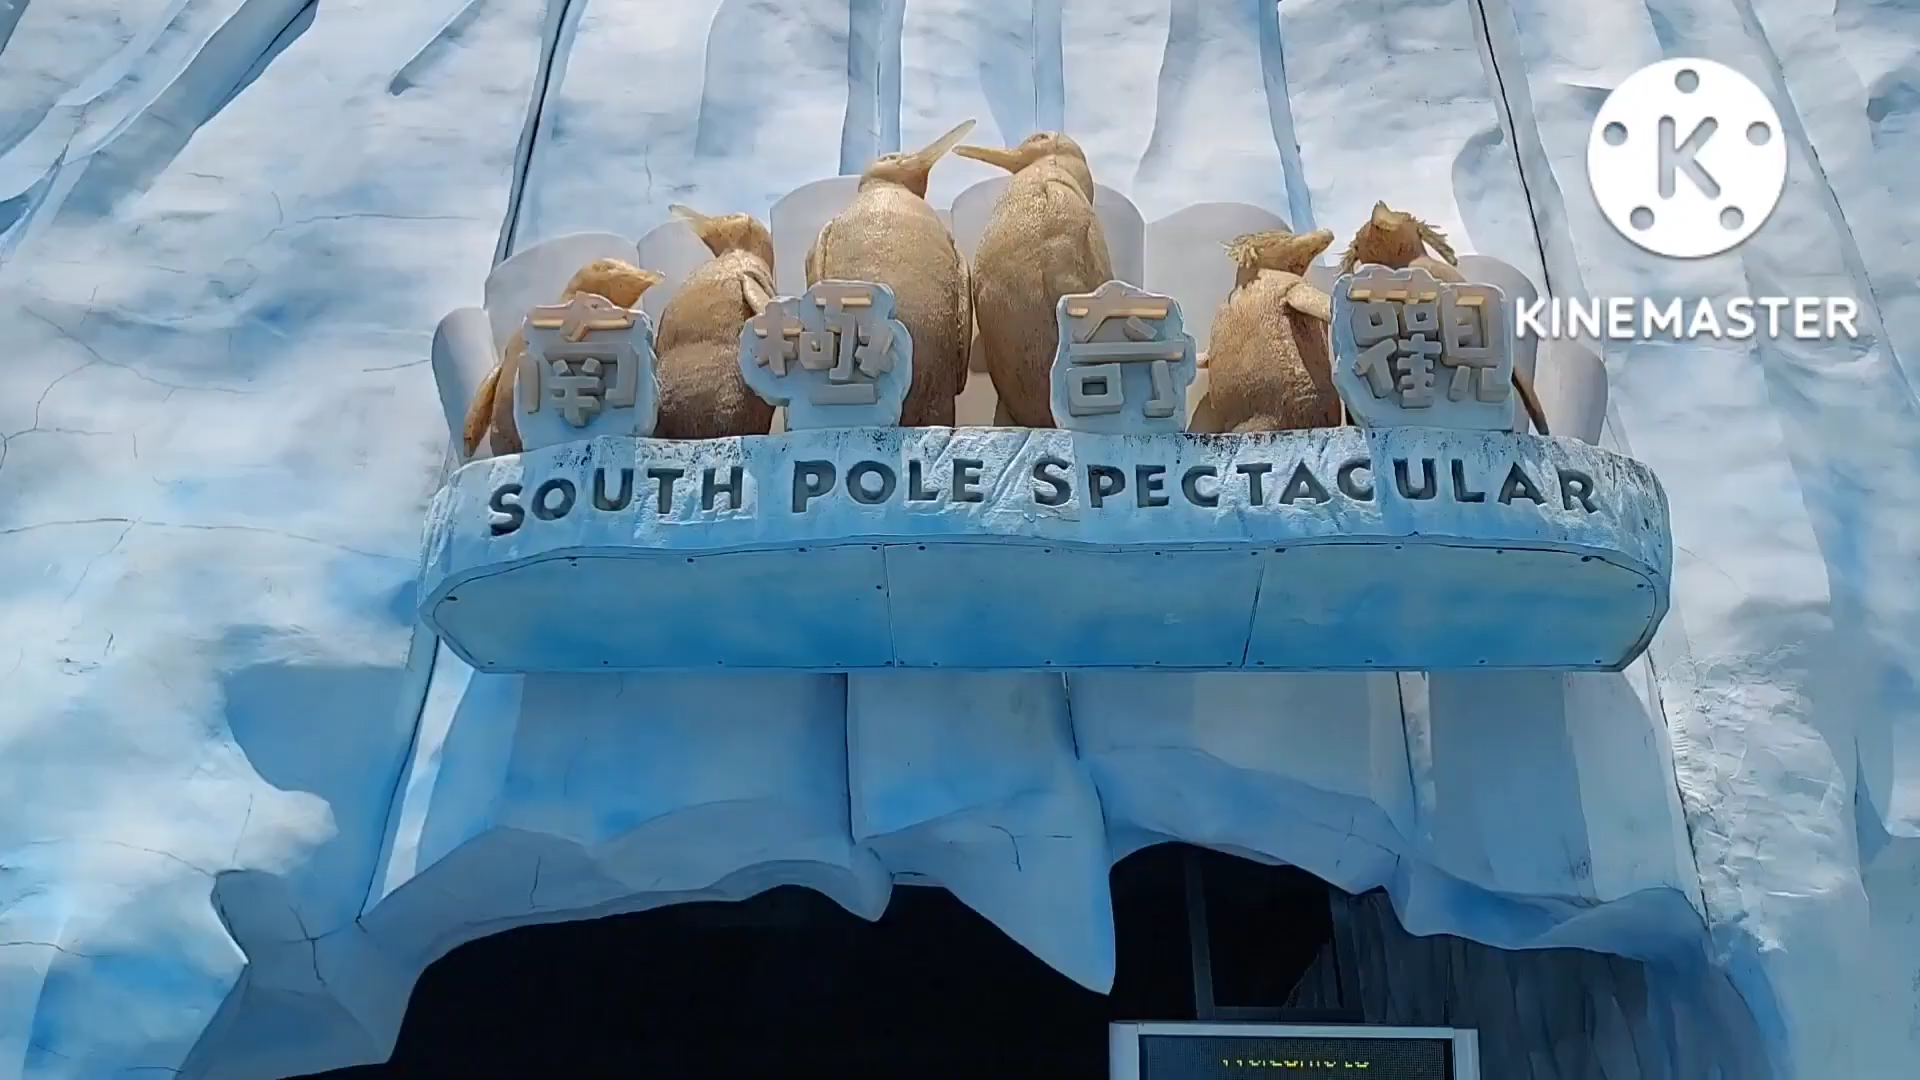 南極奇觀
SOUTH POLE SPECTACULAR
K
KINEMASTER